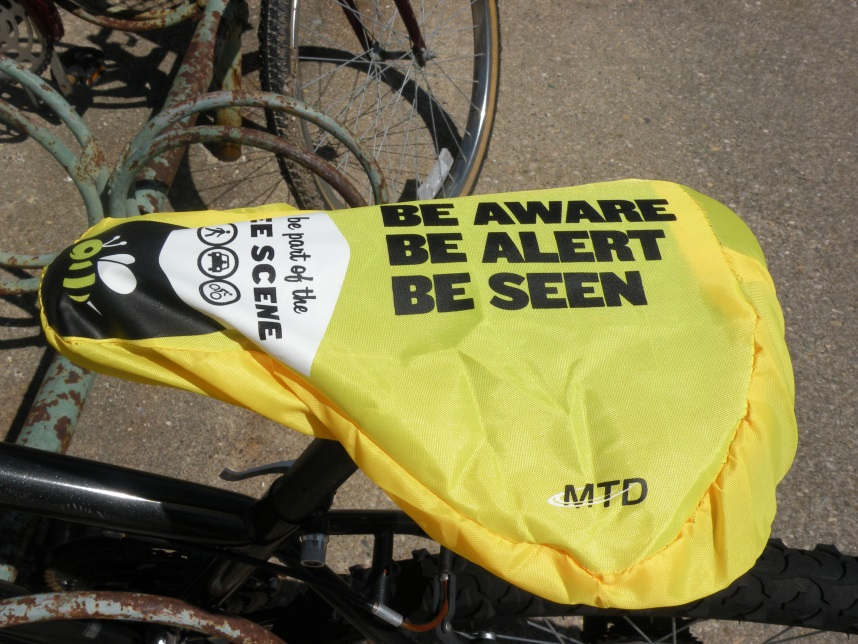 BE AWARE
BE ALERT
BE SEEN
be part of the
SCENE
MTD